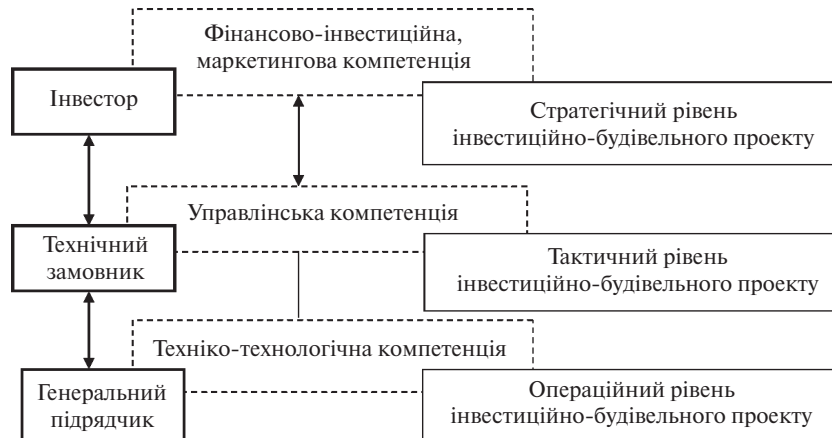 Фінансово-інвестиційна,
маркетингова компетенція
Інвестор
Стратегічний рівень
інвестиційно-будівельного проекту
Управлінська компетенція
Технічний
замовник
Тактичний рівень
інвестиційно-будівельного проекту
Техніко-технологічна компетенція
Генеральний
підрядчик
Операційний рівень
інвестиційно-будівельного проекту